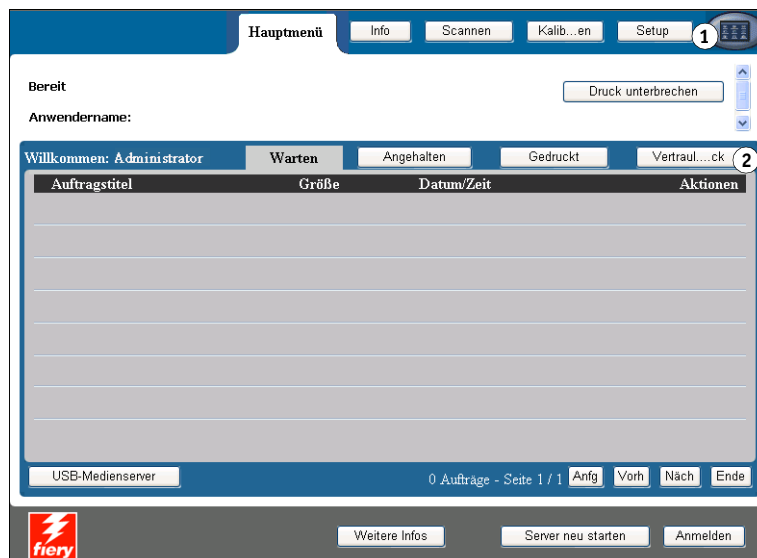 Hauptmenü Info Scannen Kalib...en Setup 1
Bereit
Druck unterbrechen
Anwendername:
Willkommen: Administrator Warten Angehalten Gedruckt Vertraul....ck 2
Auftragstitel Größe Datum/Zeit Aktionen
USB-Medienserver 0 Aufträge - Seite 1 / 1 Anfg Vorh Näch Ende
fiery Weitere Infos Server neu starten Anmelden